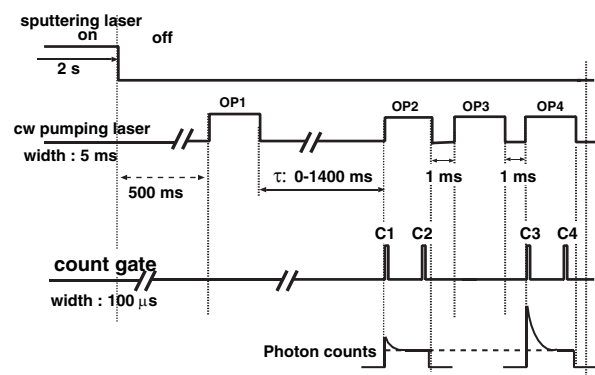 sputtering laser
on off
2 s
OP1 OP2 OP3 OP4
cw pumping laser
width : 5 ms
500 ms
τ: 0-1400 ms
1 ms 1 ms
C1 C2 C3 C4
count gate
width : 100 μs
Photon counts